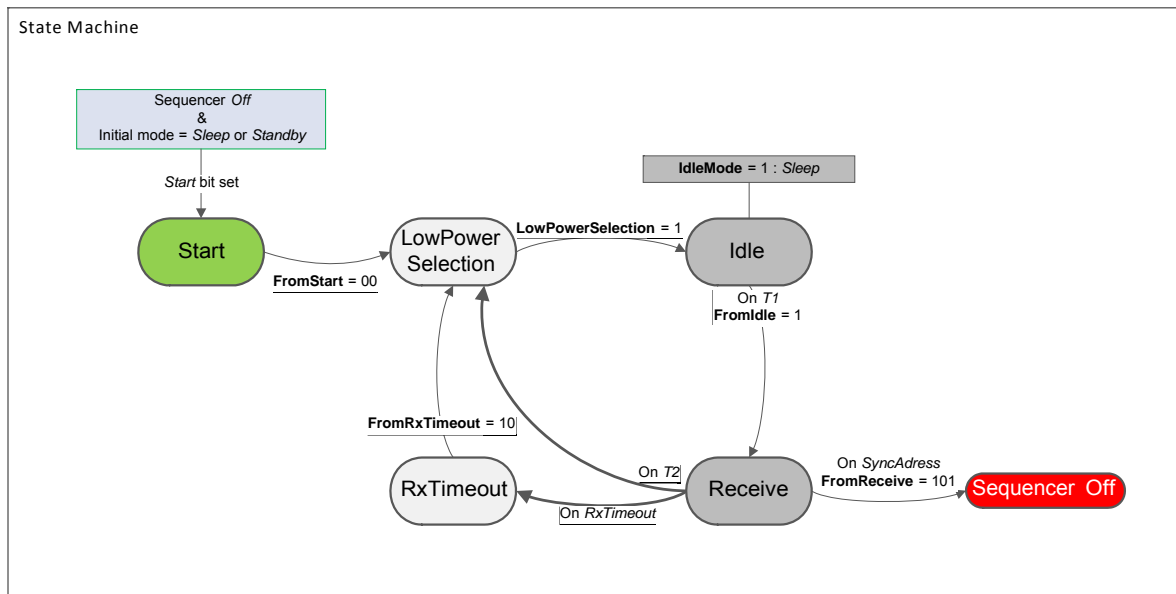 State Machine
Sequencer Off
&
Initial mode = Sleep or Standby
IdleMode = 1 : Sleep
Start bit set
Start
LowPower
Selection
LowPowerSelection = 1
Idle
FromStart = 00
On T1
FromIdle = 1
FromRxTimeout = 10
On T2
RxTimeout
Receive
On SyncAdress
FromReceive = 101
Sequencer Off
On RxTimeout